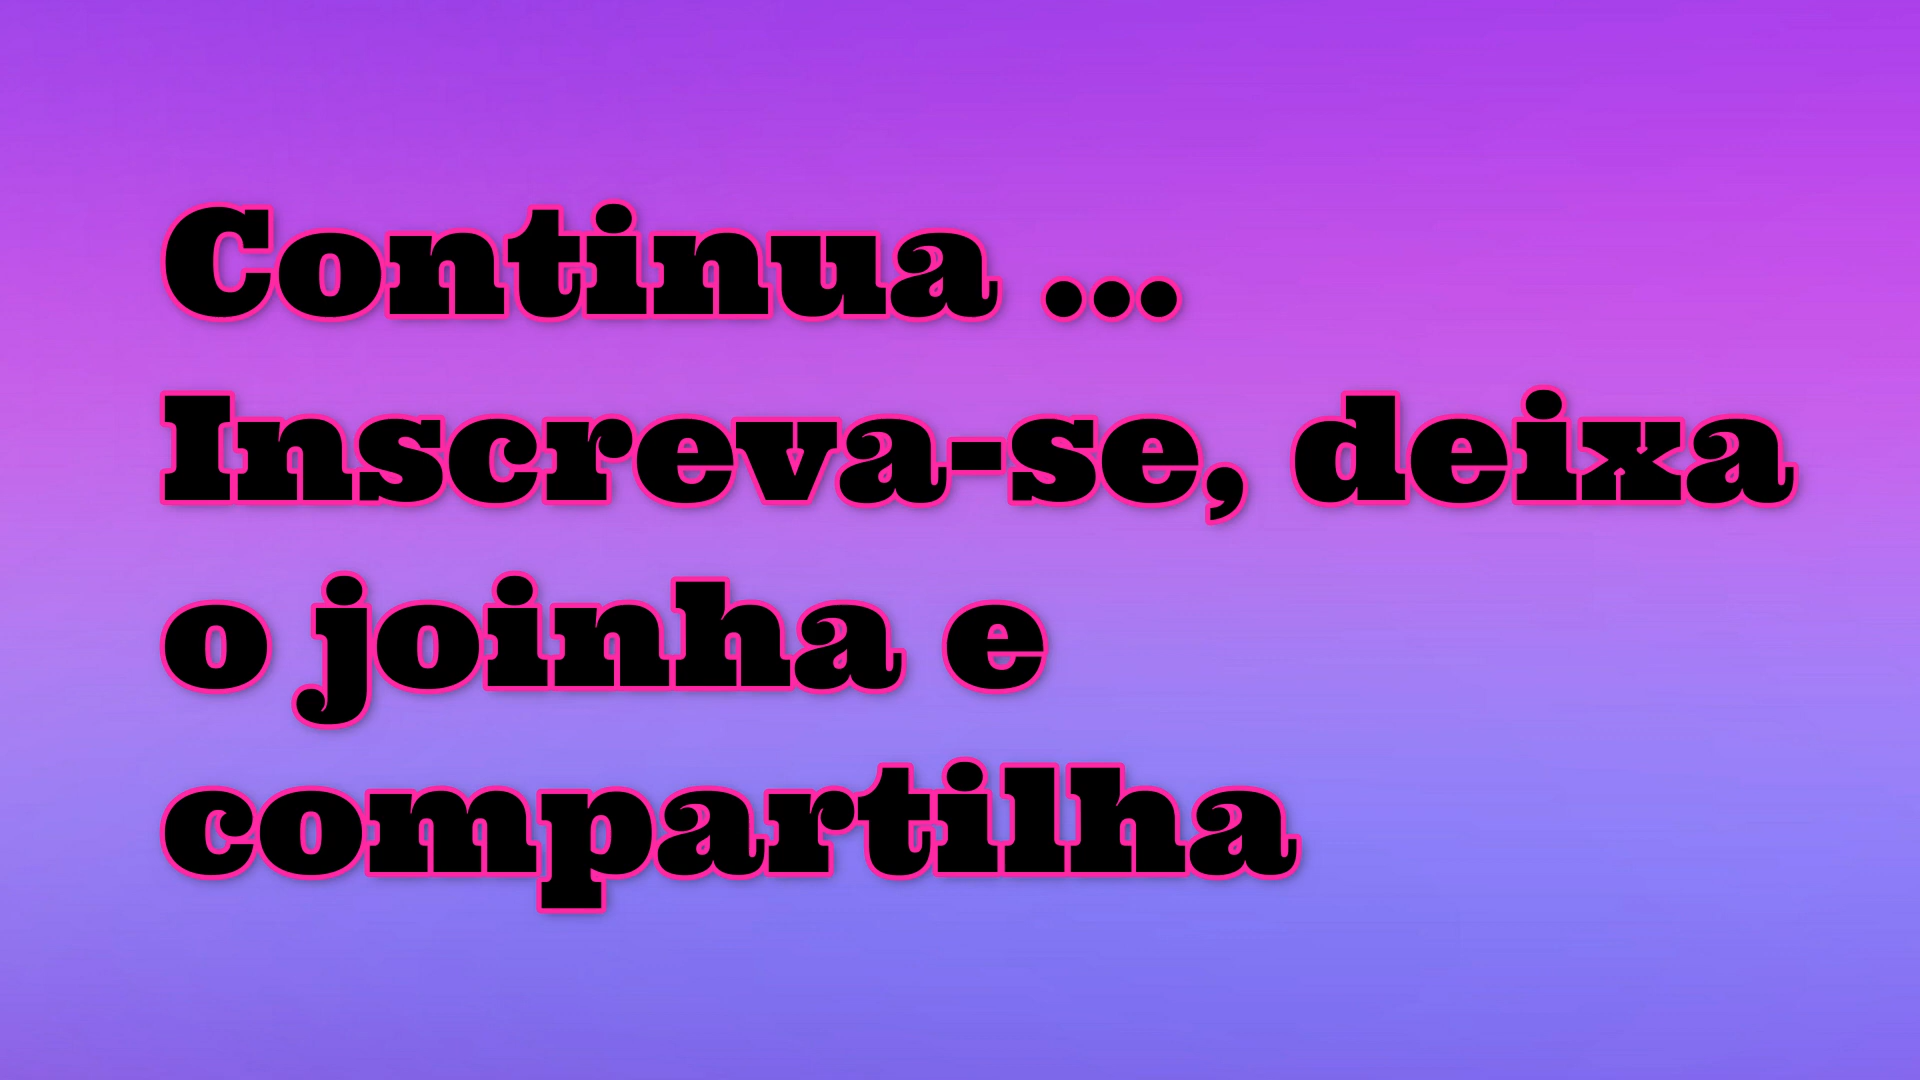 Continua ...
Inscreva-se, deixa
o joinha e
compartilha